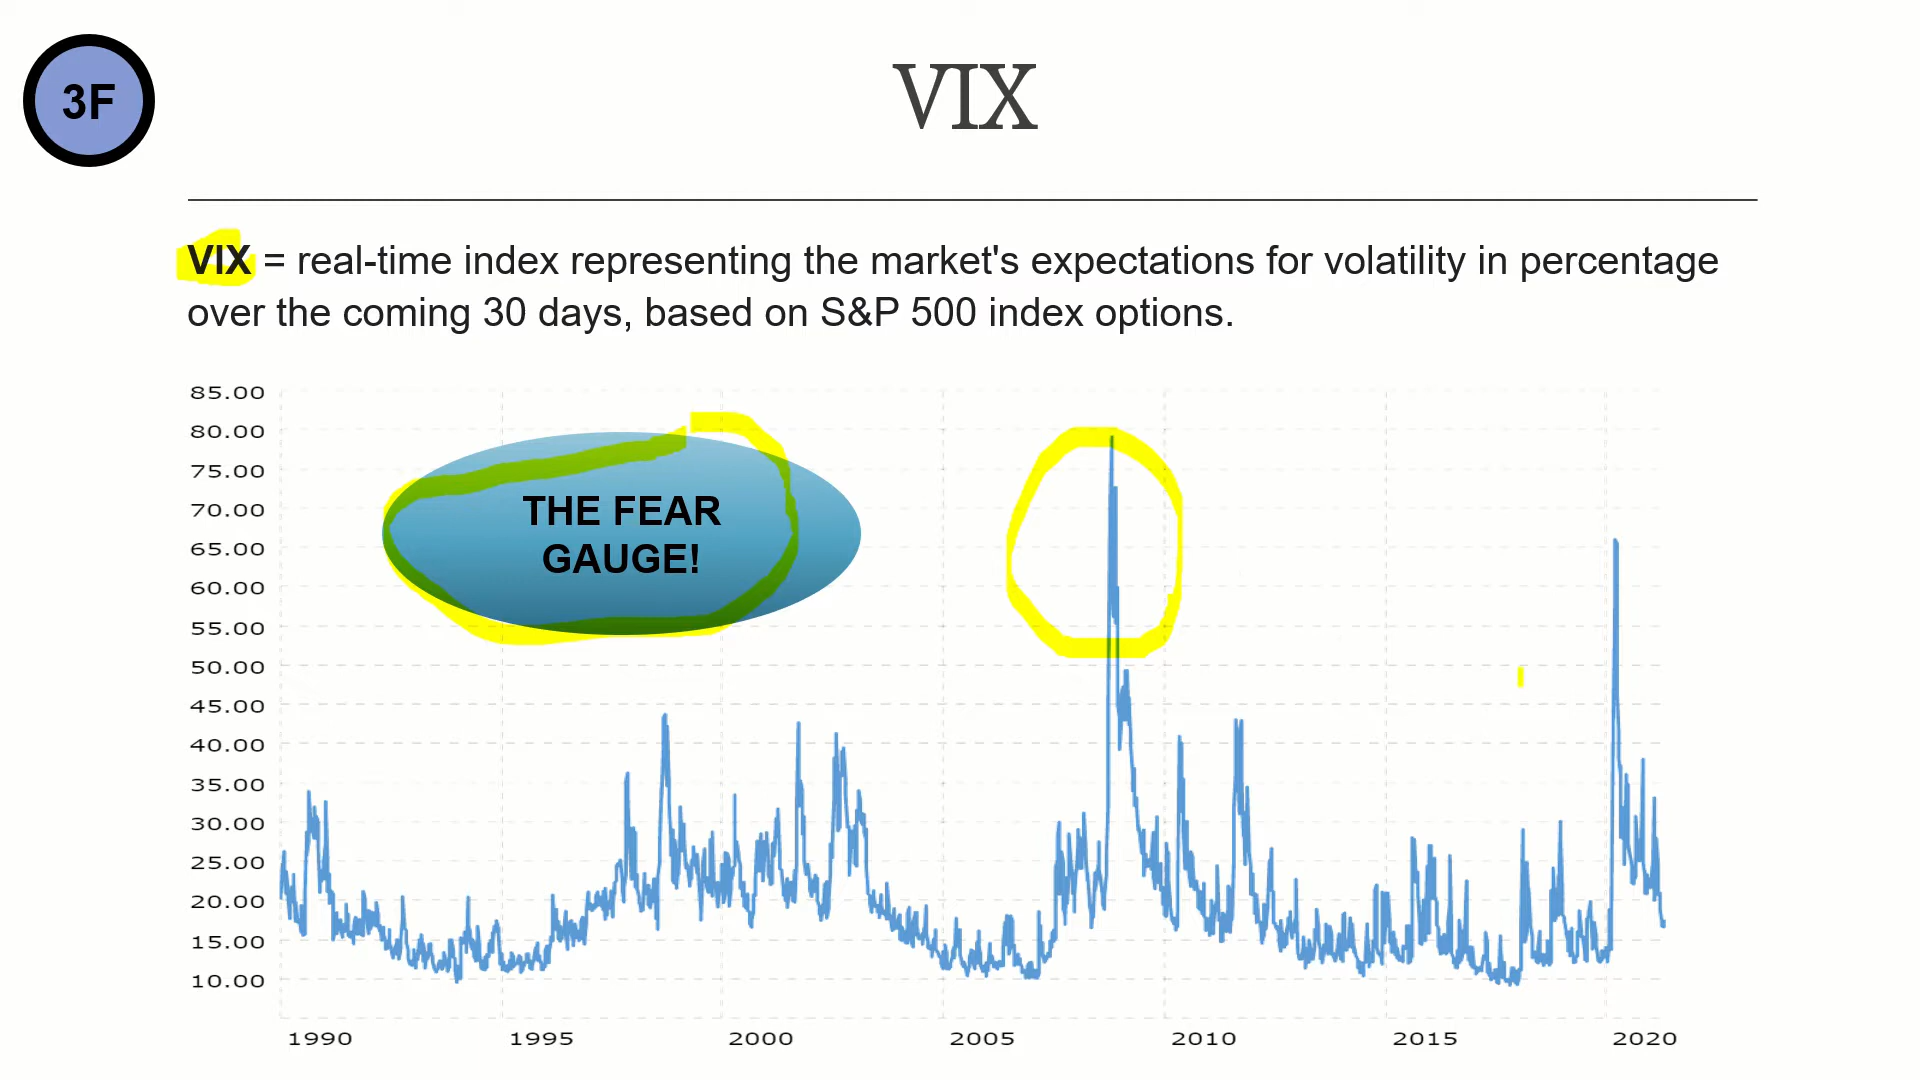 3F
VIX
VIX = real-time index representing the market's expectations for volatility in percentage
over the coming 30 days, based on S&P 500 index options.
85.00
80.00
75.00
70.00
65.00
60.00
55.00
50.00
45.00
40.00
35.00
30.00
25.00
20.00
15.00
10.00
THE FEAR
GAUGE!
1990 1995 2000 2005 2010 2015 2020